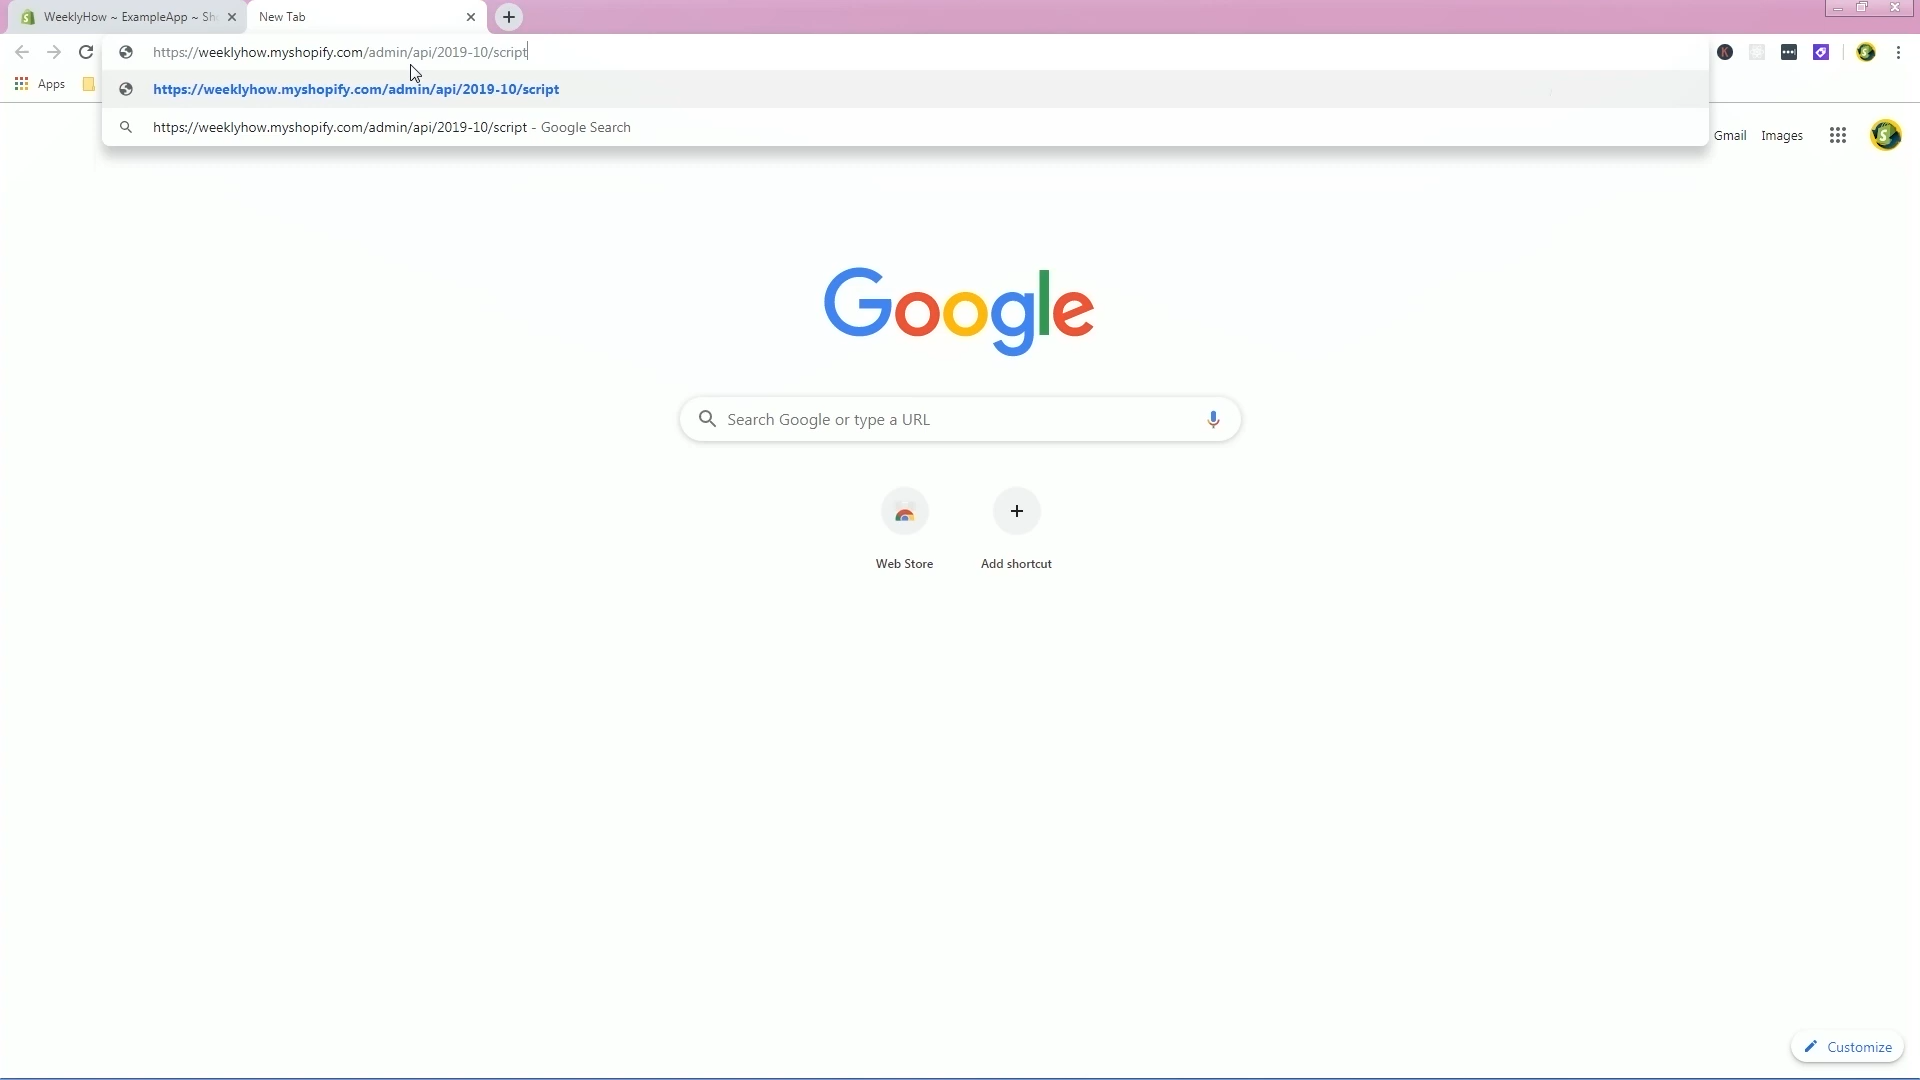 WeeklyHow ~ ExampleApp ~ Sh
New Tab
https://weeklyhow.myshopify.com/admin/api/2019-10/script
Apps
https://weeklyhow.myshopify.com/admin/api/2019-10/script
https://weeklyhow.myshopify.com/admin/api/2019-10/script - Google Search
Gmail Images
Google
Search Google or type a URL
Web Store
Add shortcut
Customize